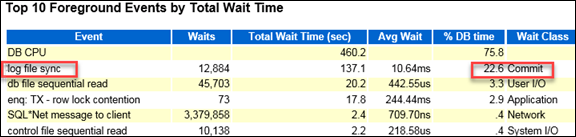 Top 10 Foreground Events by Total Wait Time
Event Waits Total Wait Time (sec) Avg Wait % DB time Wait Class
DB CPU 460.2 75.8
log file sync 12,884 137.1 10.64ms 22.6 Commit
db file sequential read 45,703 20.2 442.55us 3.3 User I/O
enq: TX - row lock contention 73 17.8 244.44ms 2.9 Application
SQL*Net message to client 3,379,858 2.4 709.70ns .4 Network
control file sequential read 10,138 2.2 218.58us .4 System I/O